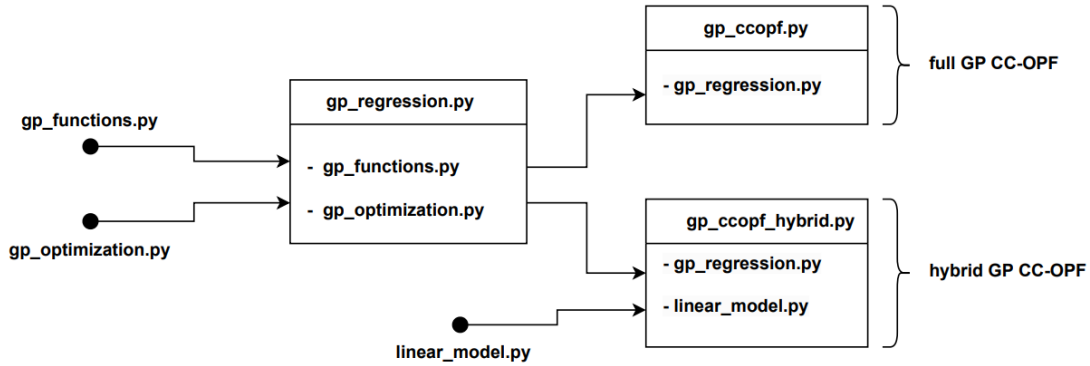 gp_functions.py
gp_optimization.py
gp_regression.py
- gp_functions.py
- gp_optimization.py
linear_model.py
gp_ccopf.py
- gp_regression.py
full GP CC-OPF
gp_ccopf_hybrid.py
- gp_regression.py
- linear_model.py
hybrid GP CC-OPF